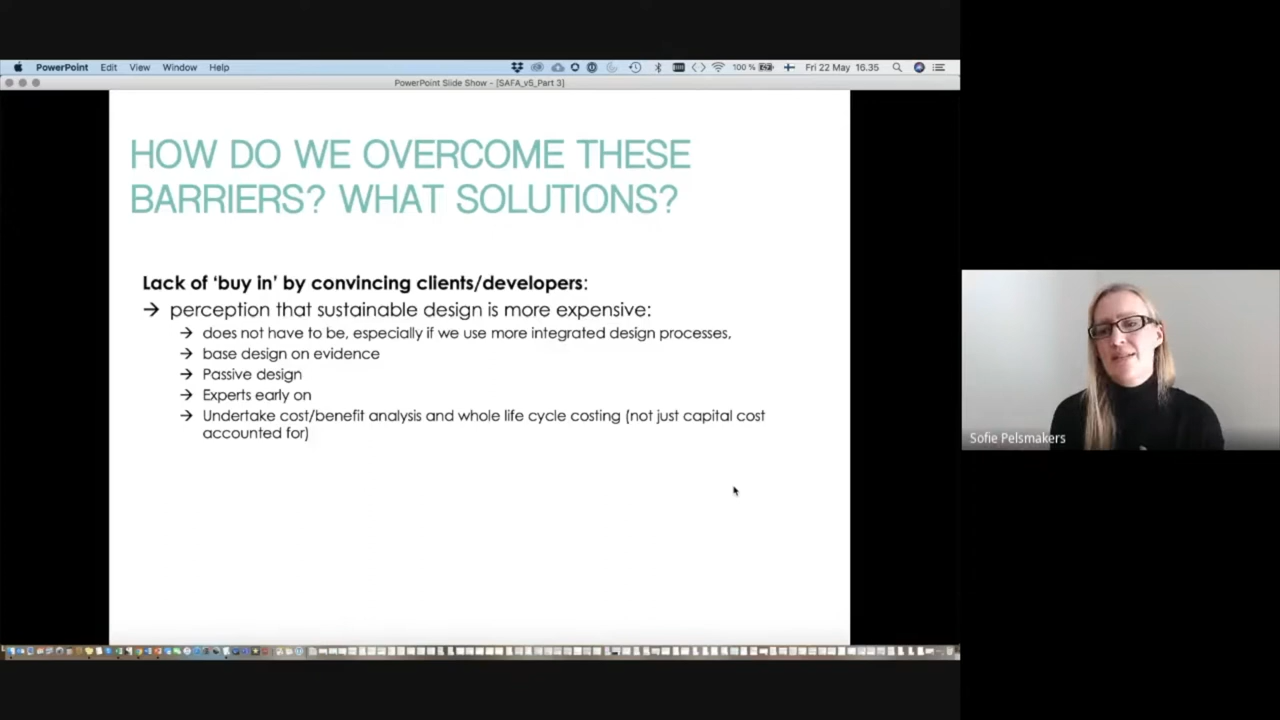 PowerPoint Edit View Window Help 100 % Fri 22 May 16.35
PowerPoint Slide Show - [SAFA_v5_Part 3]
HOW DO WE OVERCOME THESE
BARRIERS? WHAT SOLUTIONS?
Lack of ‘buy in’ by convincing clients/developers:
→ perception that sustainable design is more expensive:
→ does not have to be, especially if we use more integrated design processes,
→ base design on evidence
→ Passive design
→ Experts early on
→ Undertake cost/benefit analysis and whole life cycle costing (not just capital cost
accounted for)
Sofie Pelsmakers